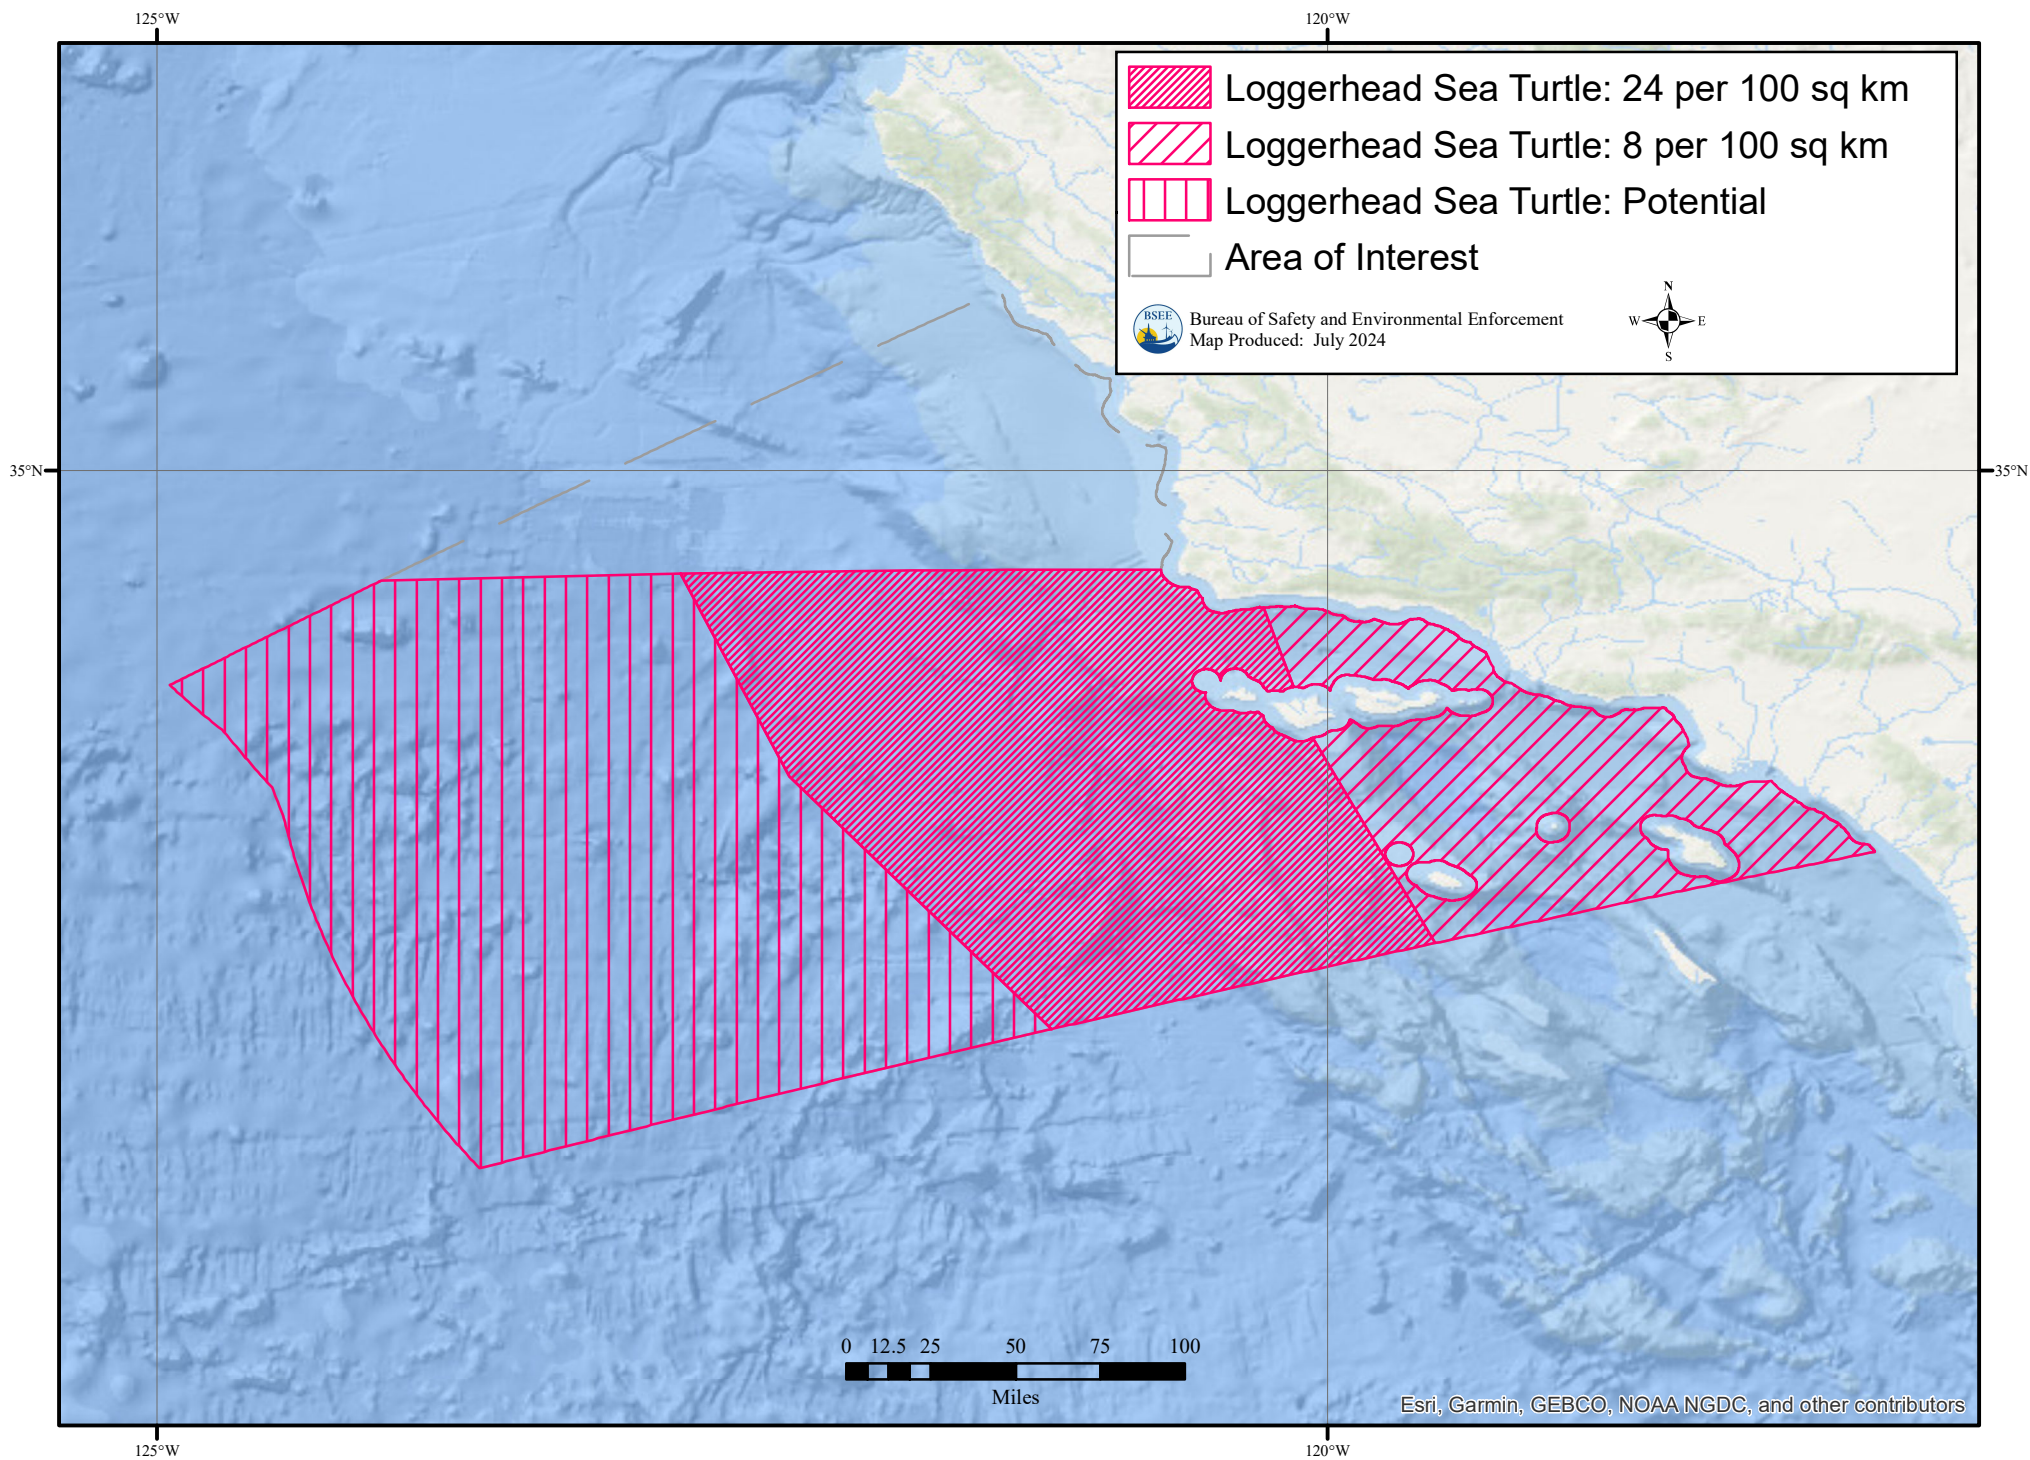 125°W 120°W
Loggerhead Sea Turtle: 24 per 100 sq km
Loggerhead Sea Turtle: 8 per 100 sq km
Loggerhead Sea Turtle: Potential
Area of Interest
BSEE
Bureau of Safety and Environmental Enforcement
Map Produced: July 2024
N
W E
S
35°N 35°N
0 12.5 25 50 75 100
Miles
Esri, Garmin, GEBCO, NOAA NGDC, and other contributors
125°W 120°W